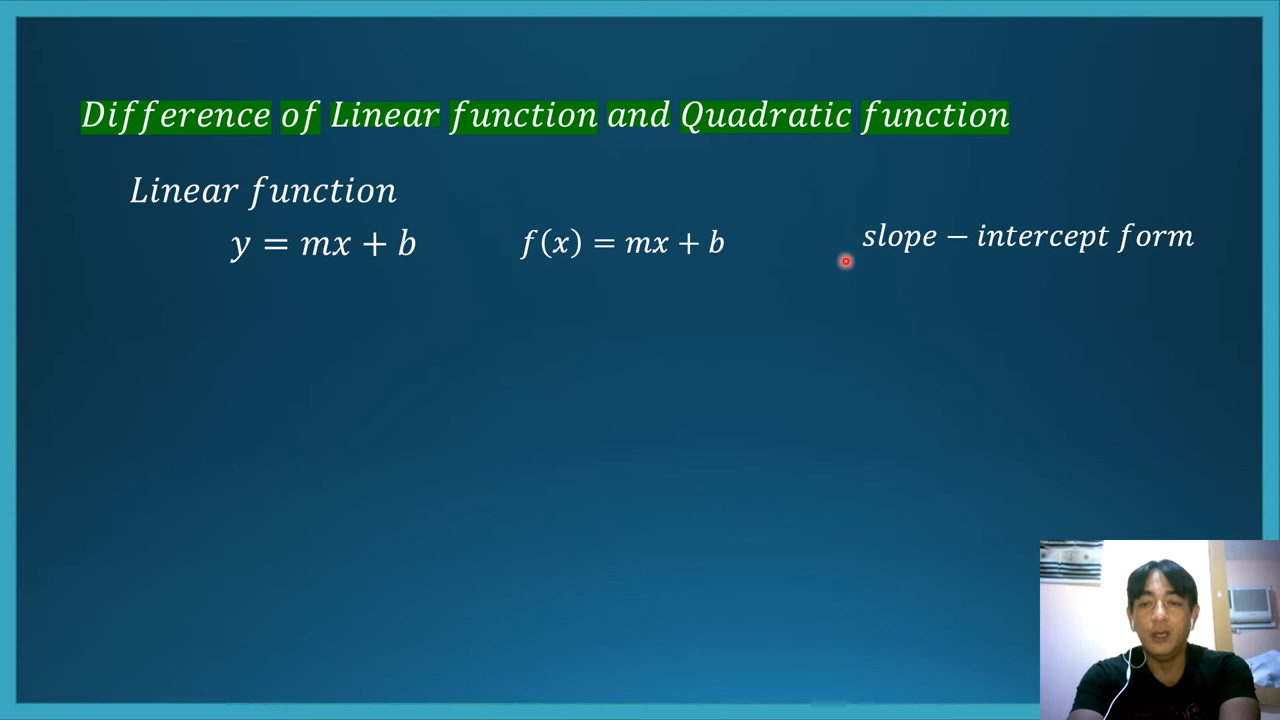 Difference of Linear function and Quadratic function
Linear function
y = mx + b
f(x) = mx + b
slope − intercept form